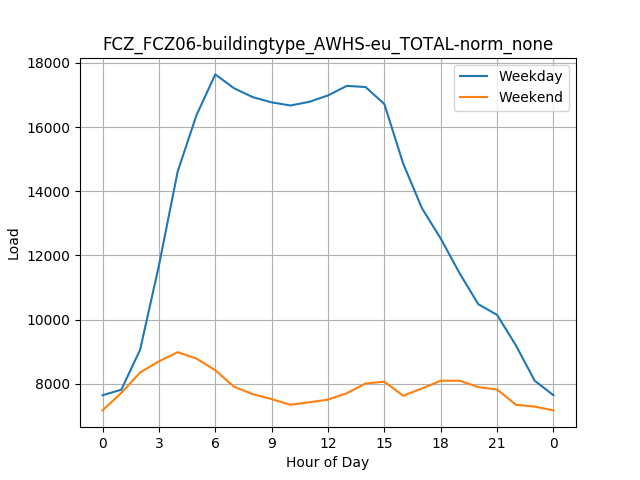 FCZ_FCZ06-buildingtype_AWHS-eu_TOTAL-norm_none
18000
16000
14000
12000
10000
8000
Load
Weekday
Weekend
0 3 6 9 12 15 18 21 0
Hour of Day